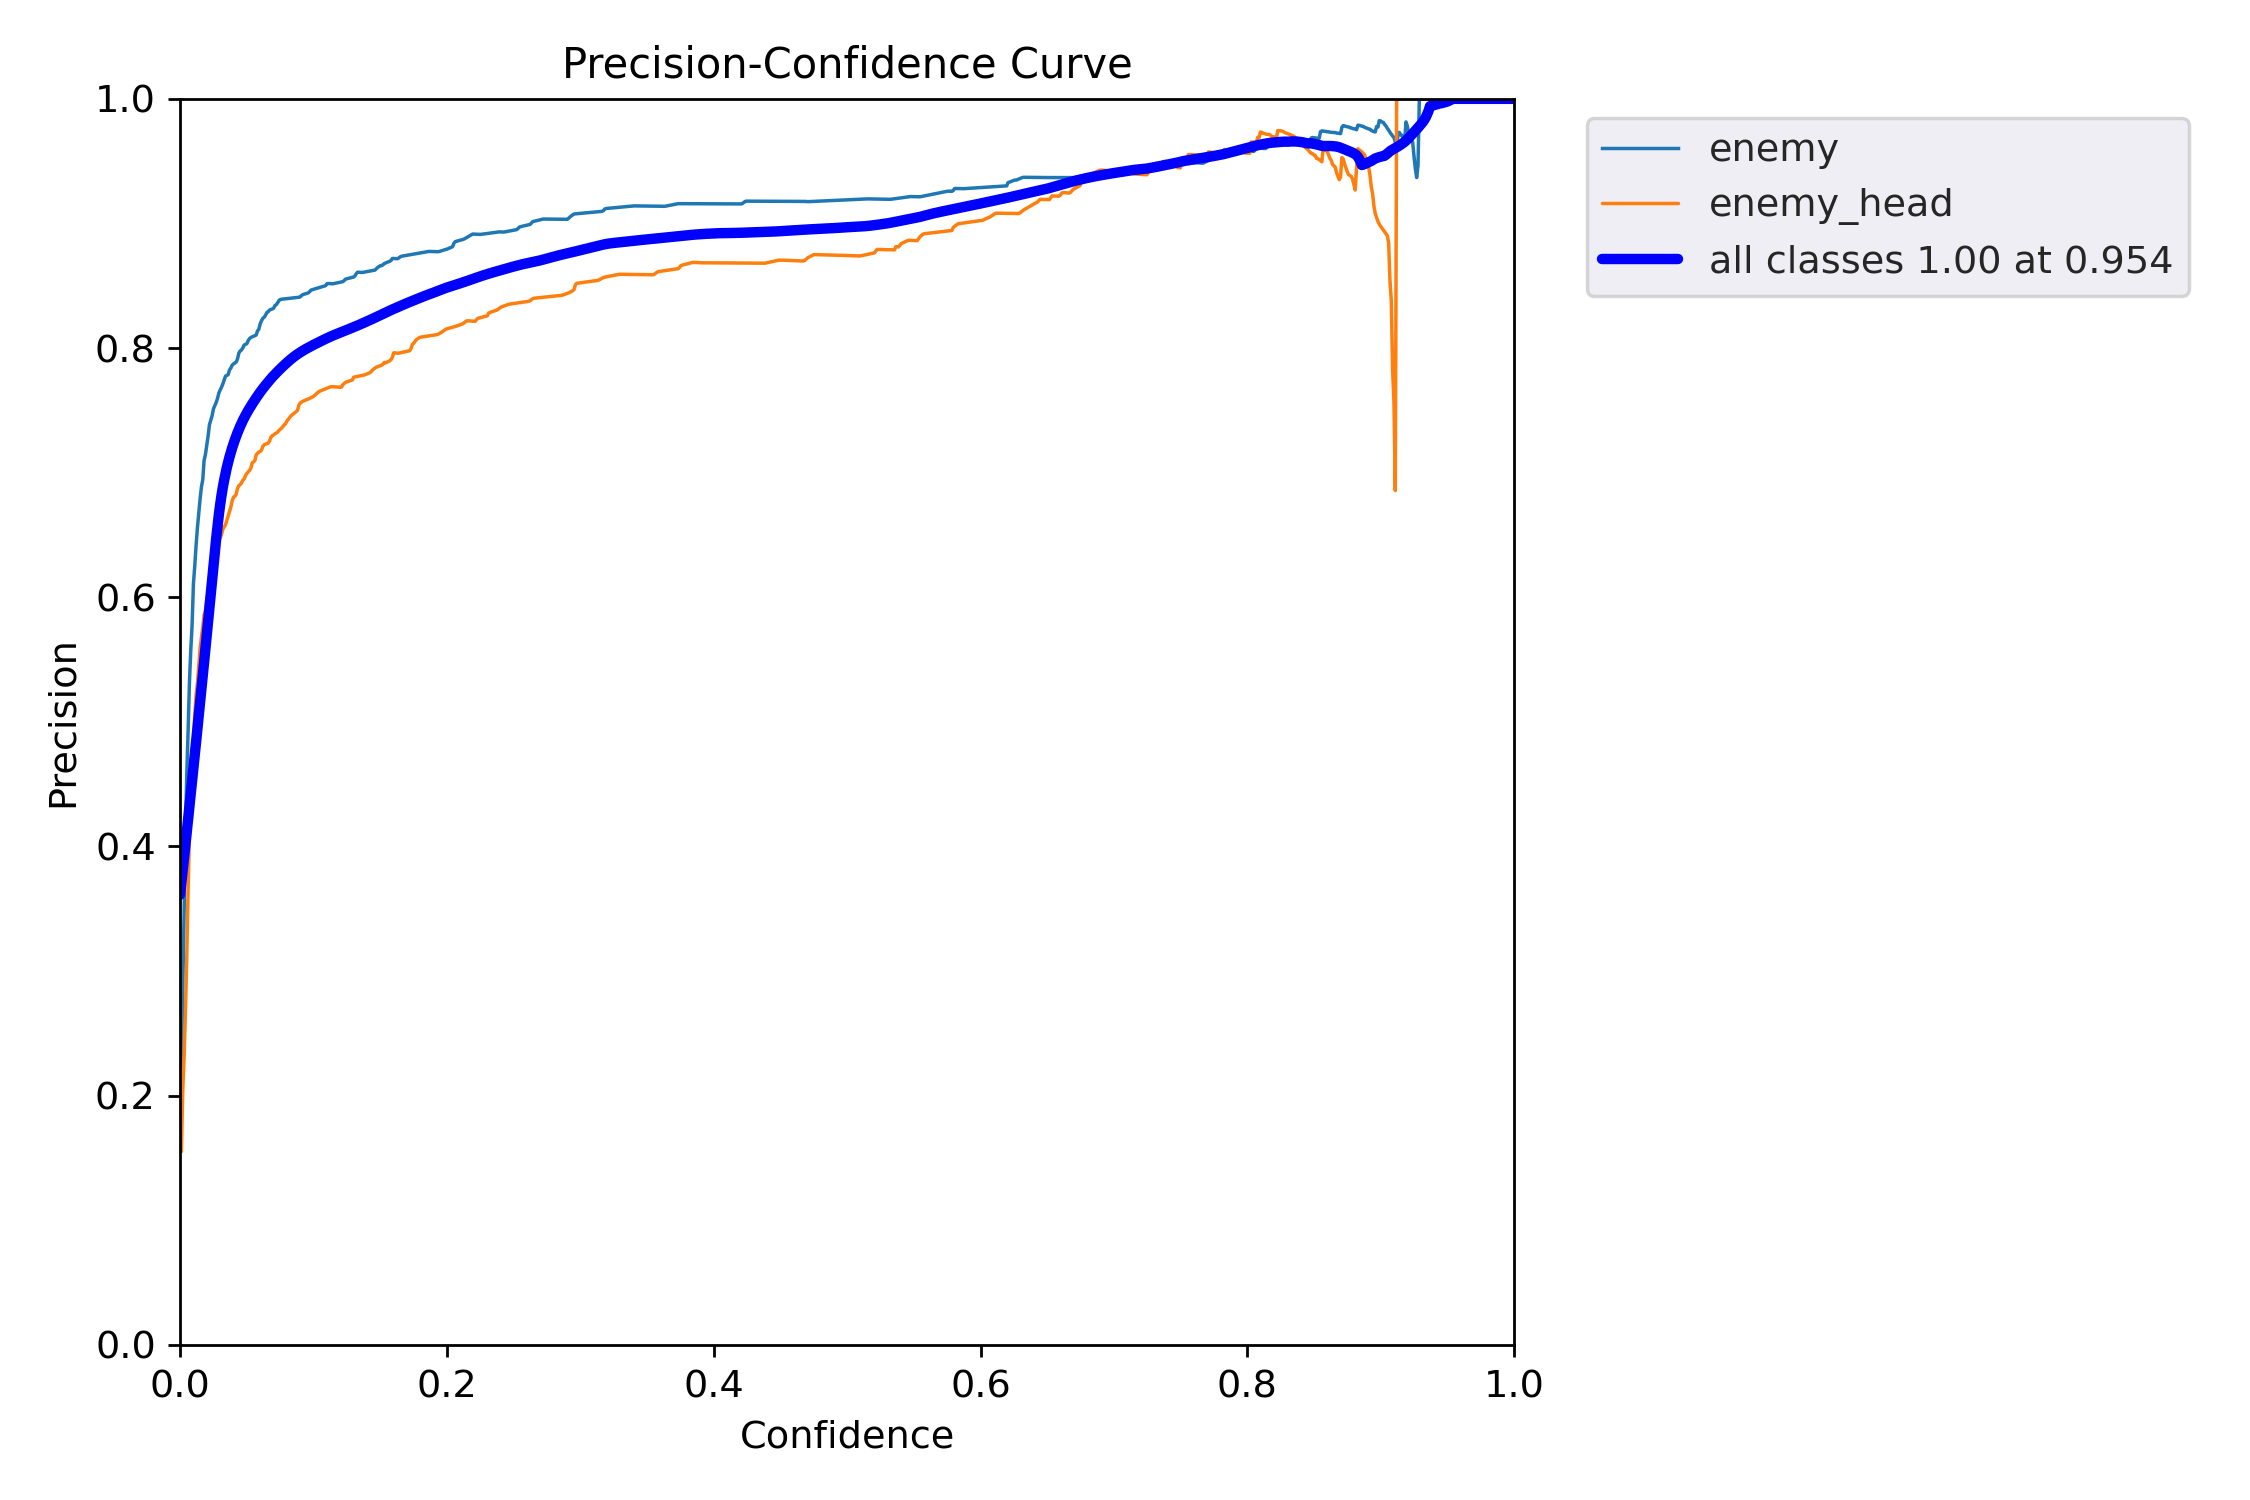 Precision-Confidence Curve
1.0
0.8
0.6
0.4
0.2
0.0
Precision
0.0 0.2 0.4 0.6 0.8 1.0
Confidence
enemy
enemy_head
all classes 1.00 at 0.954